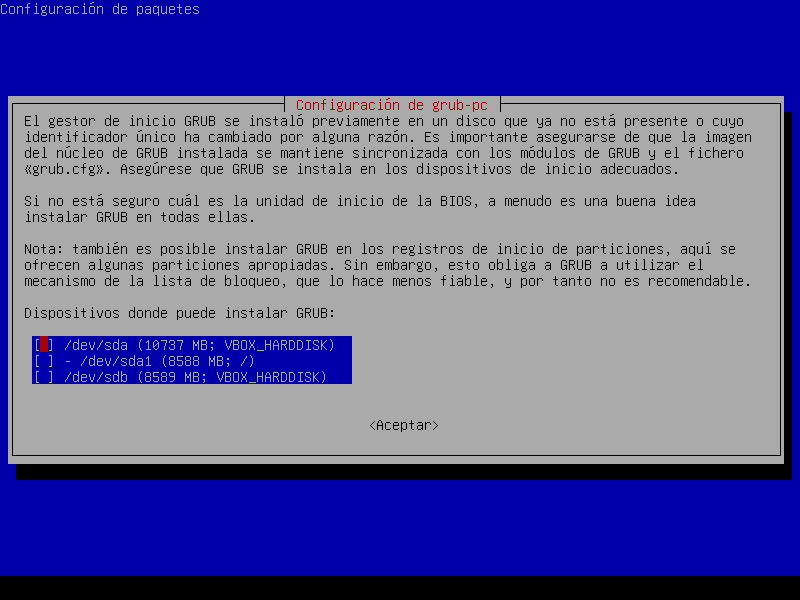 Configuración de paquetes
Configuración de grub-pc
El gestor de inicio GRUB se instaló previamente en un disco que ya no está presente o cuyo
identificador único ha cambiado por alguna razón. Es importante asegurarse de que la imagen
del núcleo de GRUB instalada se mantiene sincronizada con los módulos de GRUB y el fichero
«grub.cfg». Asegúrese que GRUB se instala en los dispositivos de inicio adecuados.
Si no está seguro cuál es la unidad de inicio de la BIOS, a menudo es una buena idea
instalar GRUB en todas ellas.
Nota: también es posible instalar GRUB en los registros de inicio de particiones, aquí se
ofrecen algunas particiones apropiadas. Sin embargo, esto obliga a GRUB a utilizar el
mecanismo de la lista de bloqueo, que lo hace menos fiable, y por tanto no es recomendable.
Dispositivos donde puede instalar GRUB:
[ ] /dev/sda (10737 MB; VBOX_HARDDISK)
[ ] - /dev/sda1 (8588 MB; /)
[ ] /dev/sdb (8589 MB; VBOX_HARDDISK)
<Aceptar>